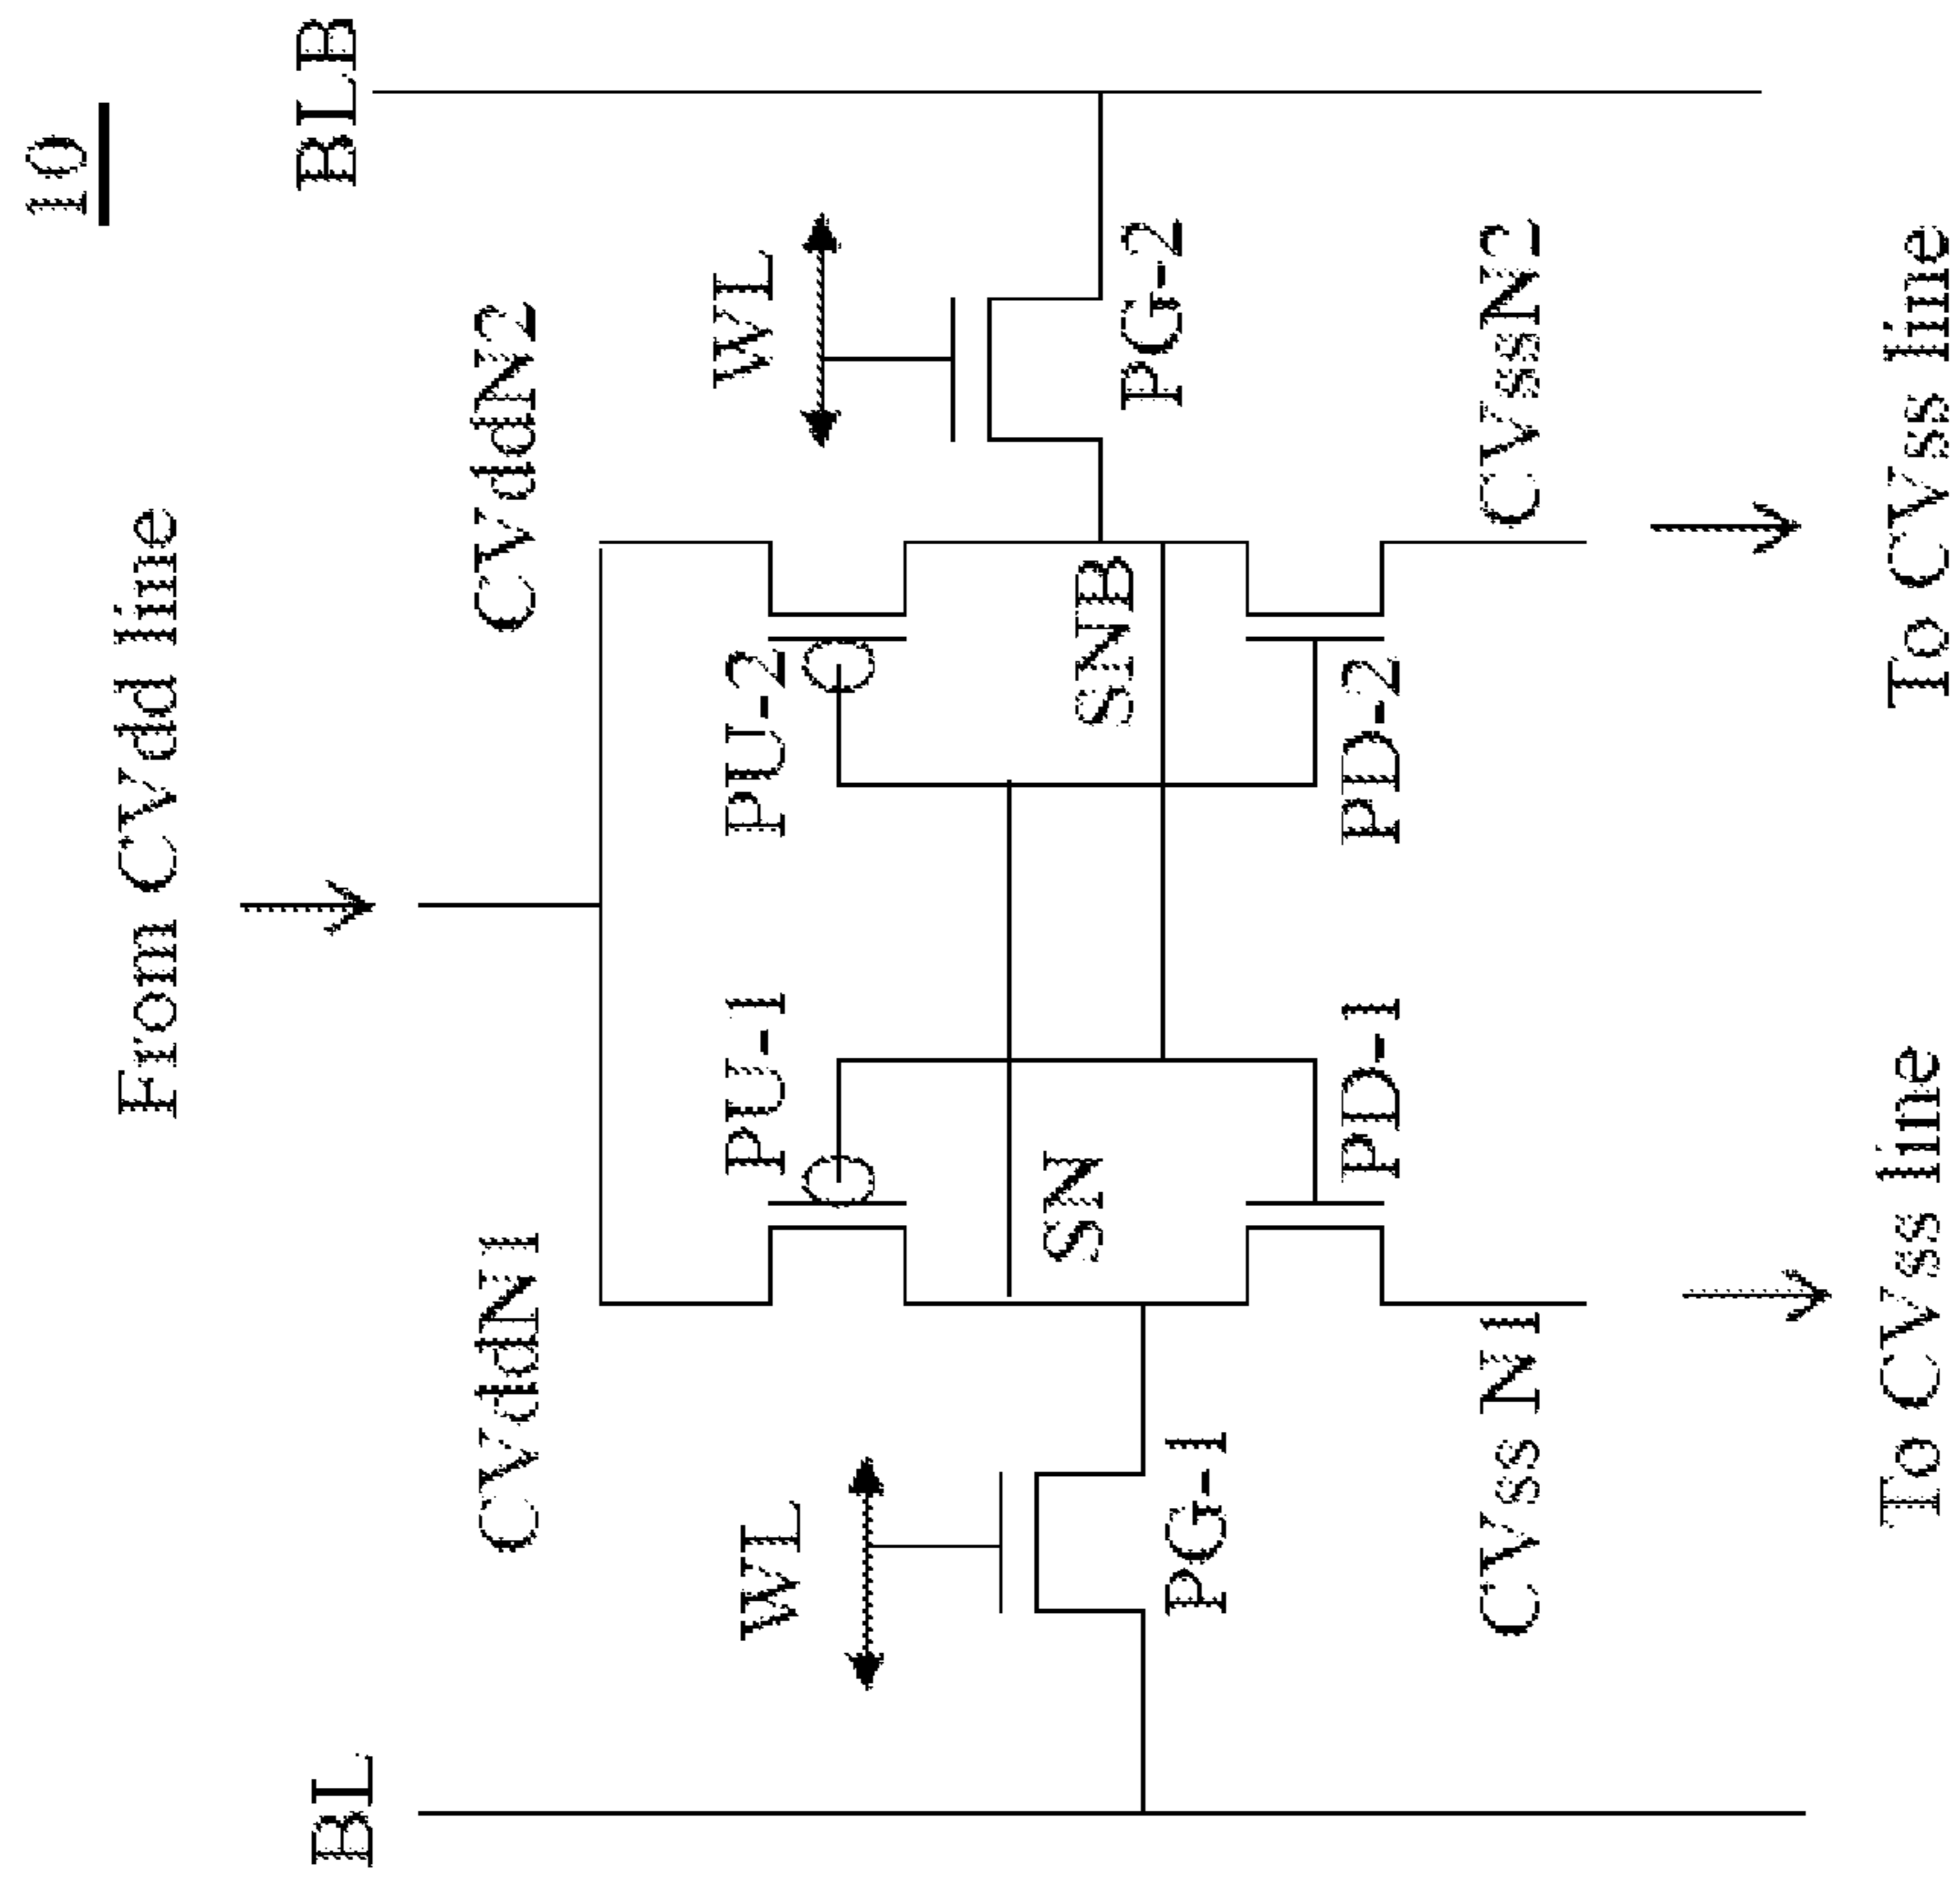 10
From CVdd line
BL
BLB
CVddN1
CVddN2
WL
PU-1
PU-2
WL
SN
SNB
PG-1
PG-2
PD-1
PD-2
CVss N1
CVssN2
To CVss line
To CVss line